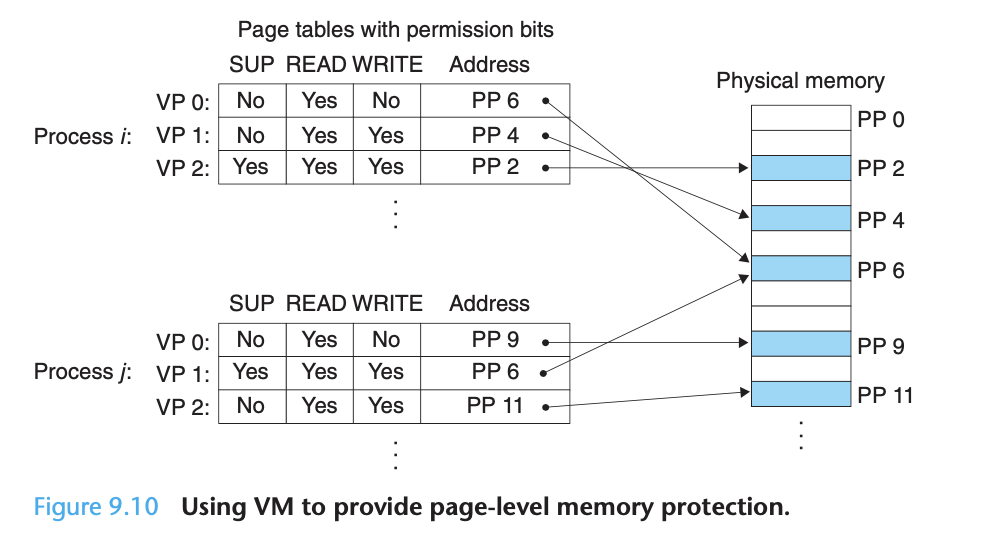 Page tables with permission bits
SUP READ WRITE Address
VP 0: No Yes No PP 6
Process i: VP 1: No Yes Yes PP 4
VP 2: Yes Yes Yes PP 2
Physical memory
PP 0
PP 2
PP 4
PP 6
PP 9
PP 11
SUP READ WRITE Address
VP 0: No Yes No PP 9
Process j: VP 1: Yes Yes Yes PP 6
VP 2: No Yes Yes PP 11
Figure 9.10 Using VM to provide page-level memory protection.